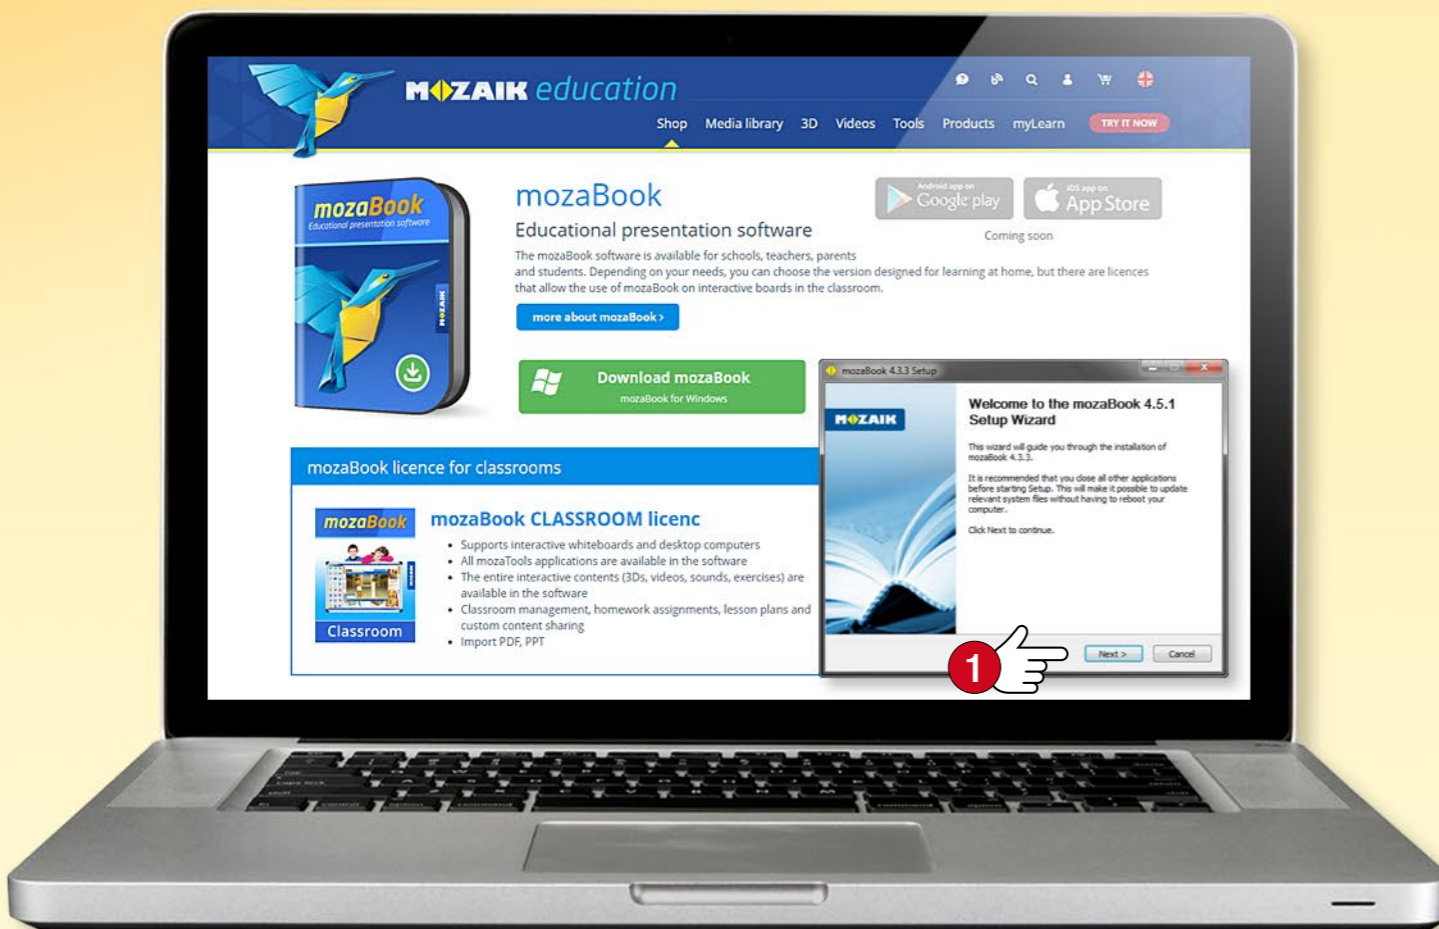 MOZAIK education
Shop Media library 3D Videos Tools Products myLearn TRY IT NOW
mozaBook
Educational presentation software
MOZAIK
mozaBook
Educational presentation software
Android app on
Google play
iOS app on
App Store
Coming soon
The mozaBook software is available for schools, teachers, parents
and students. Depending on your needs, you can choose the version designed for learning at home, but there are licences
that allow the use of mozaBook on interactive boards in the classroom.
more about mozaBook >
Download mozaBook
mozaBook for Windows
mozaBook licence for classrooms
mozaBook
Classroom
mozaBook CLASSROOM licenc
• Supports interactive whiteboards and desktop computers
• All mozaTools applications are available in the software
• The entire interactive contents (3Ds, videos, sounds, exercises) are
available in the software
• Classroom management, homework assignments, lesson plans and
custom content sharing
• Import PDF, PPT
mozaBook 4.3.3 Setup
MOZAIK
Welcome to the mozaBook 4.5.1
Setup Wizard
This wizard will guide you through the installation of
mozaBook 4.3.3.
It is recommended that you close all other applications
before starting Setup. This will make it possible to update
relevant system files without having to reboot your
computer.
Click Next to continue.
1
Next > Cancel